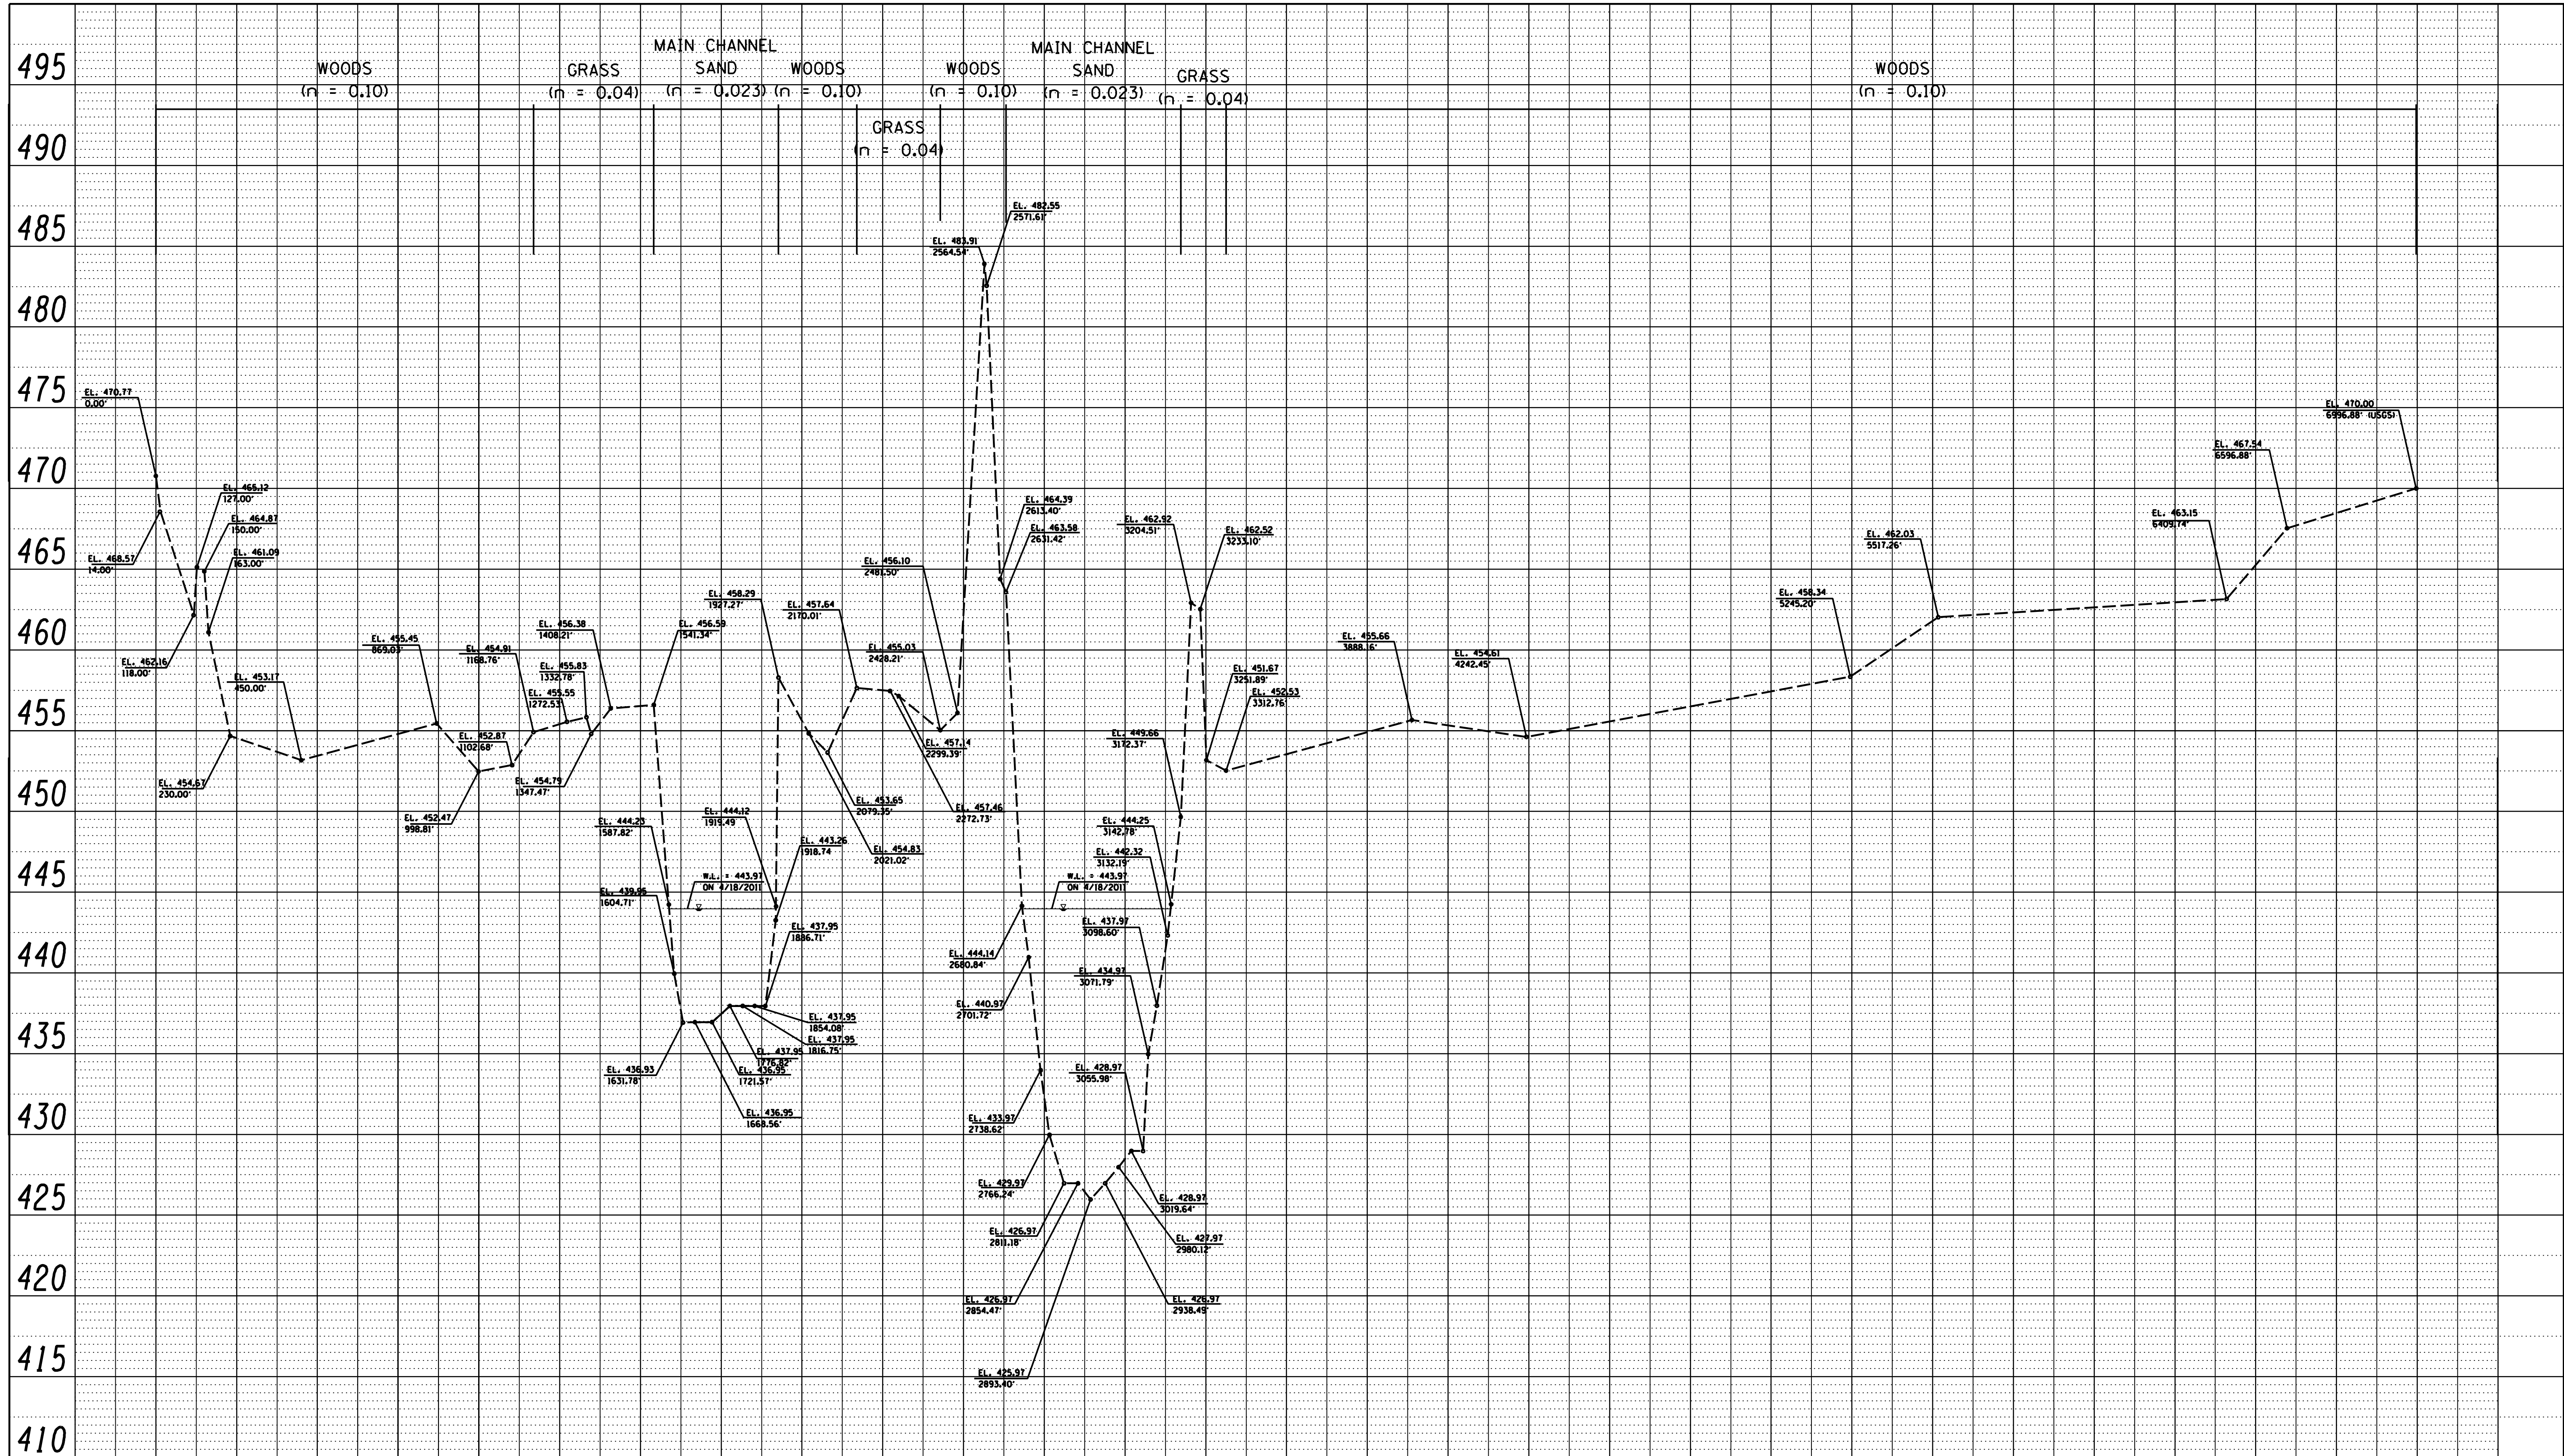 495
490
485
480
475
470
465
460
455
450
445
440
435
430
425
420
415
410
WOODS
(n = 0.10)
GRASS
(n = 0.04)
MAIN CHANNEL
SAND
(n = 0.023)
WOODS
(n = 0.10)
GRASS
(n = 0.04)
WOODS
(n = 0.10)
MAIN CHANNEL
SAND
(n = 0.023)
GRASS
(n = 0.04)
WOODS
(n = 0.10)
EL. 470.77
0.00'
EL. 468.57
14.00'
EL. 462.16
118.00'
EL. 465.12
127.00'
EL. 464.87
150.00'
EL. 461.09
163.00'
EL. 454.67
230.00'
EL. 453.17
450.00'
EL. 455.45
869.03'
EL. 452.47
998.81'
EL. 452.87
1102.68'
EL. 454.91
1168.76'
EL. 455.55
1272.53'
EL. 455.83
1332.78'
EL. 454.79
1347.47'
EL. 456.38
1408.21'
EL. 456.59
1541.34'
EL. 444.23
1587.82'
EL. 439.95
1604.71'
EL. 436.93
1631.78'
EL. 436.95
1668.56'
EL. 436.95
1721.57'
EL. 437.95
1776.82'
EL. 437.95
1816.75'
EL. 437.95
1854.08'
EL. 437.95
1886.71'
EL. 443.26
1918.74
EL. 444.12
1919.49
W.L. = 443.97
ON 4/18/2011
EL. 458.29
1927.27'
EL. 454.83
2021.02'
EL. 453.65
2079.35'
EL. 457.64
2170.01'
EL. 457.46
2272.73'
EL. 457.14
2299.39'
EL. 455.03
2428.21'
EL. 456.10
2481.50'
EL. 483.91
2564.54'
EL. 482.55
2571.61'
EL. 464.39
2613.40'
EL. 463.58
2631.42'
EL. 444.14
2680.84'
EL. 440.97
2701.72'
EL. 433.97
2738.62'
EL. 429.97
2766.24'
EL. 426.97
2811.18'
EL. 426.97
2854.47'
EL. 425.97
2893.40'
EL. 426.97
2938.49'
EL. 427.97
2980.12'
EL. 428.97
3019.64'
EL. 428.97
3055.98'
EL. 434.97
3071.79'
EL. 437.97
3098.60'
W.L. = 443.97
ON 4/18/2011
EL. 442.32
3132.19'
EL. 444.25
3142.78'
EL. 449.66
3172.37'
EL. 462.92
3204.51'
EL. 462.52
3233.10'
EL. 451.67
3251.89'
EL. 452.53
3312.76'
EL. 455.66
3888.16'
EL. 454.61
4242.45'
EL. 458.34
5245.20'
EL. 462.03
5517.26'
EL. 463.15
6409.74'
EL. 467.54
6596.88'
EL. 470.00
6996.88' (USGS)